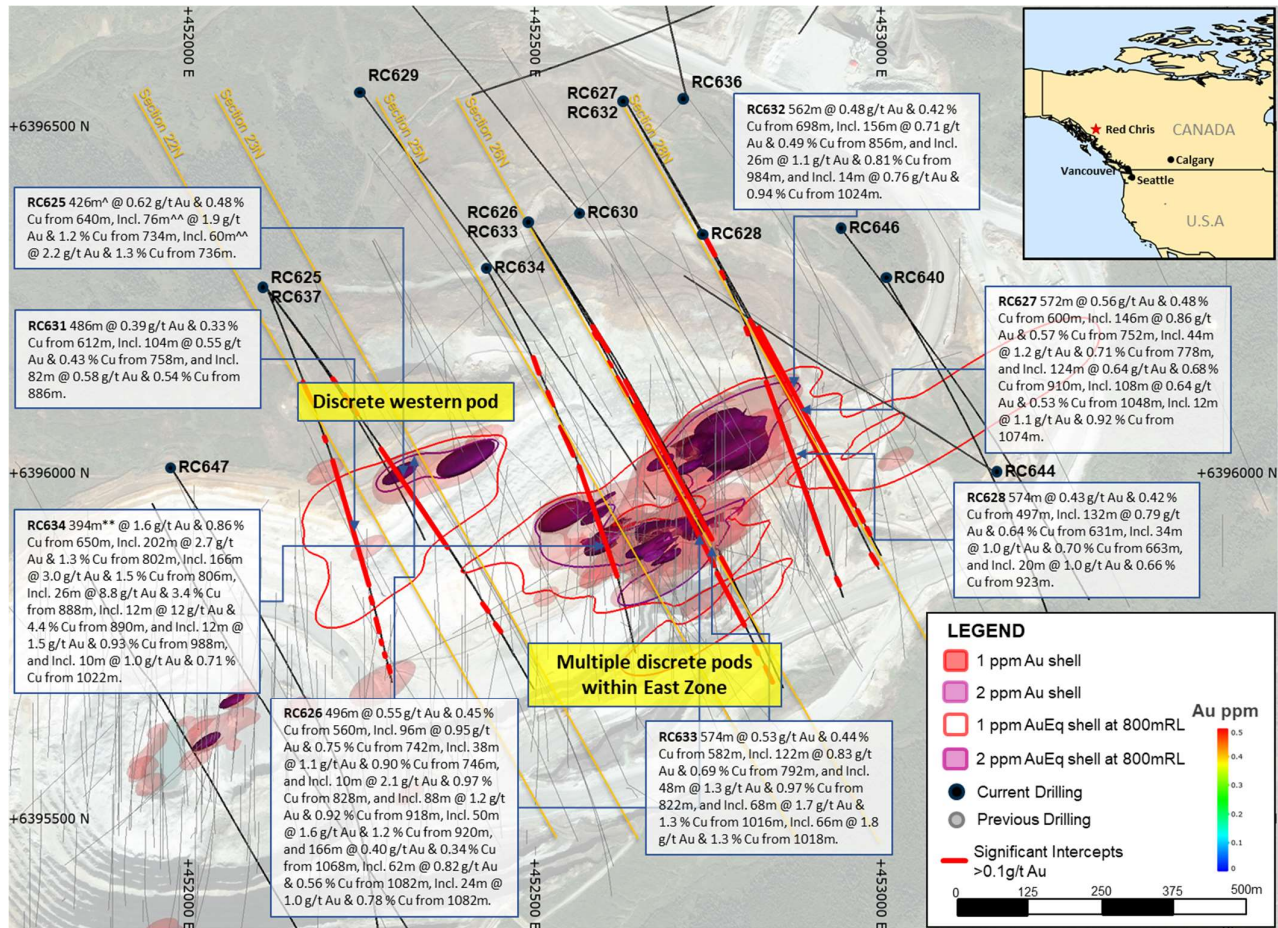 +452000 E
+452500 E
+453000 E
RC629
RC636
RC627
RC632
Section 22N
Section 23N
Section 25N
Section 26N
Section 28N
+6396500 N
CANADA
Red Chris
Calgary
Vancouver
Seattle
U.S.A
RC632 562m @ 0.48 g/t Au & 0.42 %
Cu from 698m, Incl. 156m @ 0.71 g/t
Au & 0.49 % Cu from 856m, and Incl.
26m @ 1.1 g/t Au & 0.81 % Cu from
984m, and Incl. 14m @ 0.76 g/t Au &
0.94 % Cu from 1024m.
RC625 426m^ @ 0.62 g/t Au & 0.48 %
Cu from 640m, Incl. 76m^^ @ 1.9 g/t
Au & 1.2 % Cu from 734m, Incl. 60m^^
@ 2.2 g/t Au & 1.3 % Cu from 736m.
RC626
RC633
RC630
RC628
RC646
RC634
RC640
RC625
RC637
RC631 486m @ 0.39 g/t Au & 0.33 %
Cu from 612m, Incl. 104m @ 0.55 g/t
Au & 0.43 % Cu from 758m, and Incl.
82m @ 0.58 g/t Au & 0.54 % Cu from
886m.
RC627 572m @ 0.56 g/t Au & 0.48 %
Cu from 600m, Incl. 146m @ 0.86 g/t
Au & 0.57 % Cu from 752m, Incl. 44m
@ 1.2 g/t Au & 0.71 % Cu from 778m,
and Incl. 124m @ 0.64 g/t Au & 0.68 %
Cu from 910m, Incl. 108m @ 0.64 g/t
Au & 0.53 % Cu from 1048m, Incl. 12m
@ 1.1 g/t Au & 0.92 % Cu from
1074m.
Discrete western pod
+6396000 N
RC647
RC644
+6396000 N
RC634 394m** @ 1.6 g/t Au & 0.86 %
Cu from 650m, Incl. 202m @ 2.7 g/t
Au & 1.3 % Cu from 802m, Incl. 166m
@ 3.0 g/t Au & 1.5 % Cu from 806m,
Incl. 26m @ 8.8 g/t Au & 3.4 % Cu
from 888m, Incl. 12m @ 12 g/t Au &
4.4 % Cu from 890m, and Incl. 12m @
1.5 g/t Au & 0.93 % Cu from 988m,
and Incl. 10m @ 1.0 g/t Au & 0.71 %
Cu from 1022m.
RC628 574m @ 0.43 g/t Au & 0.42 %
Cu from 497m, Incl. 132m @ 0.79 g/t
Au & 0.64 % Cu from 631m, Incl. 34m
@ 1.0 g/t Au & 0.70 % Cu from 663m,
and Incl. 20m @ 1.0 g/t Au & 0.66 %
Cu from 923m.
Multiple discrete pods
within East Zone
RC626 496m @ 0.55 g/t Au & 0.45 %
Cu from 560m, Incl. 96m @ 0.95 g/t
Au & 0.75 % Cu from 742m, Incl. 38m
@ 1.1 g/t Au & 0.90 % Cu from 746m,
and Incl. 10m @ 2.1 g/t Au & 0.97 %
Cu from 828m, and Incl. 88m @ 1.2 g/t
Au & 0.92 % Cu from 918m, Incl. 50m
@ 1.6 g/t Au & 1.2 % Cu from 920m,
and 166m @ 0.40 g/t Au & 0.34 % Cu
from 1068m, Incl. 62m @ 0.82 g/t Au
& 0.56 % Cu from 1082m, Incl. 24m @
1.0 g/t Au & 0.78 % Cu from 1082m.
RC633 574m @ 0.53 g/t Au & 0.44 %
Cu from 582m, Incl. 122m @ 0.83 g/t
Au & 0.69 % Cu from 792m, and Incl.
48m @ 1.3 g/t Au & 0.97 % Cu from
822m, and Incl. 68m @ 1.7 g/t Au &
1.3 % Cu from 1016m, Incl. 66m @ 1.8
g/t Au & 1.3 % Cu from 1018m.
+6395500 N
+452000 E
+452500 E
+453000 E
LEGEND
1 ppm Au shell
2 ppm Au shell
1 ppm AuEq shell at 800mRL
2 ppm AuEq shell at 800mRL
Current Drilling
Previous Drilling
Significant Intercepts
>0.1g/t Au
Au ppm
0.5
0.4
0.3
0.2
0.1
0
0 125 250 375 500m